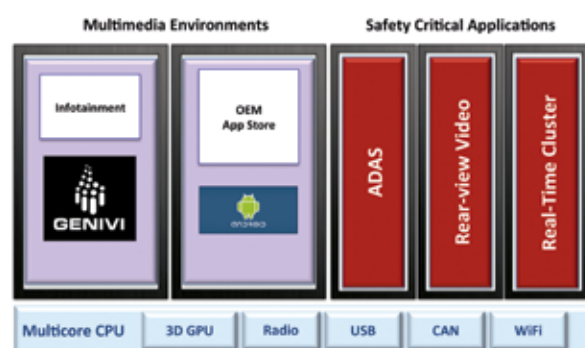 Multimedia Environments
Safety Critical Applications
Infotainment
GENIVI
OEM
App Store
ANDROID
ADAS
Rear-view Video
Real-Time Cluster
Multicore CPU
3D GPU
Radio
USB
CAN
WiFi